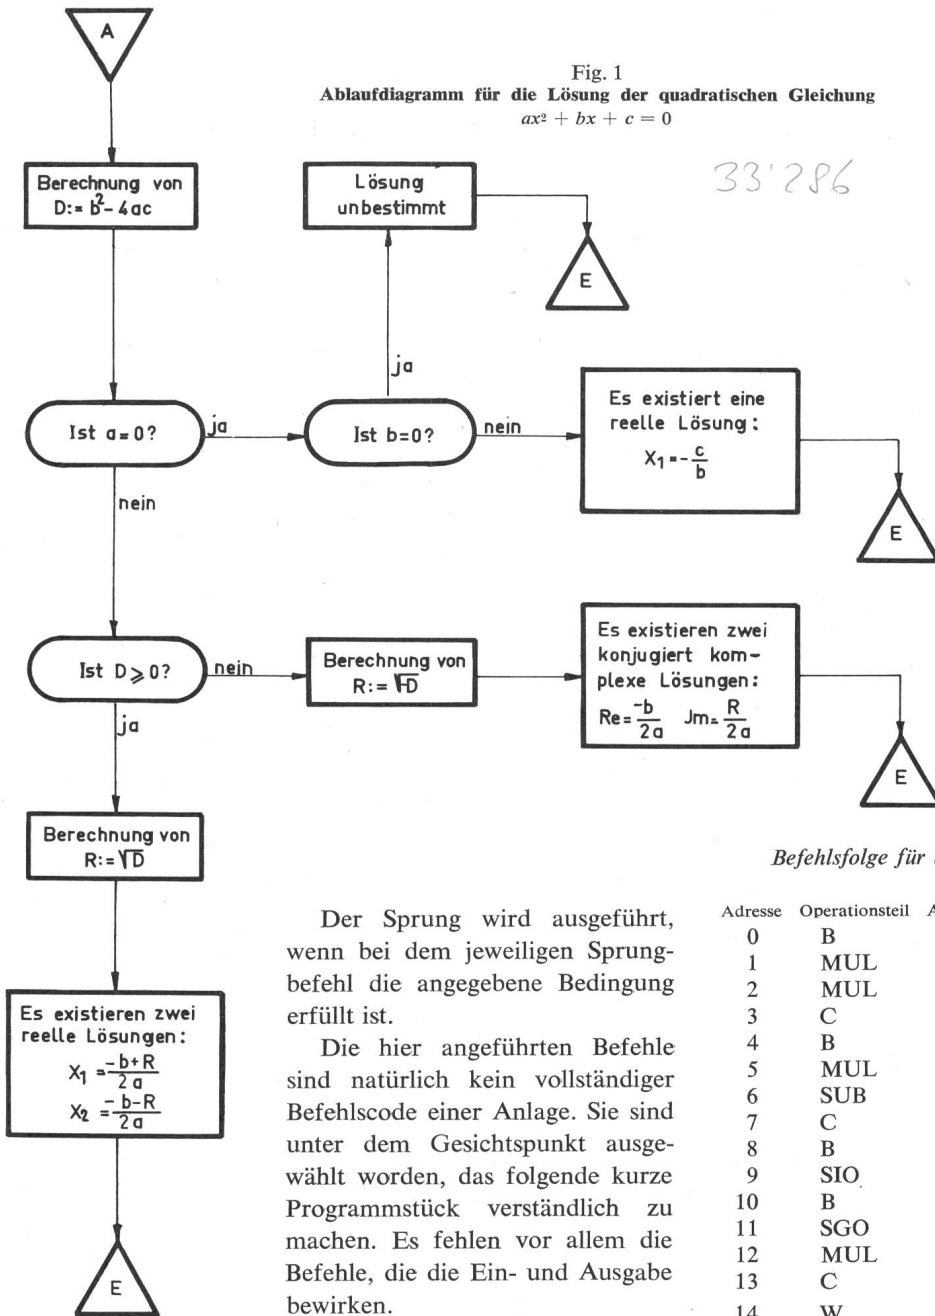 A
Fig. 1
Ablaufdiagramm für die Lösung der quadratischen Gleichung
ax² + bx + c = 0
33'286
Berechnung von
D:= b² - 4ac
Lösung
unbestimmt
E
ja
Ist a=0?
ja
Ist b=0?
nein
Es existiert eine
reelle Lösung:
X₁ = - c/b
E
nein
Ist D ⩾ 0?
nein
Berechnung von
R:= √-D
Es existieren zwei
konjugiert kom-
plexe Lösungen:
Re = -b/2a Jm = R/2a
E
ja
Berechnung von
R:= √D
Es existieren zwei
reelle Lösungen:
X₁ = -b+R/2a
X₂ = -b-R/2a
E
Der Sprung wird ausgeführt,
wenn bei dem jeweiligen Sprung-
befehl die angegebene Bedingung
erfüllt ist.
Die hier angeführten Befehle
sind natürlich kein vollständiger
Befehlscode einer Anlage. Sie sind
unter dem Gesichtspunkt ausge-
wählt worden, das folgende kurze
Programmstück verständlich zu
machen. Es fehlen vor allem die
Befehle, die die Ein- und Ausgabe
bewirken.
Befehlsfolge für
Adresse Operationsteil A
0 B
1 MUL
2 MUL
3 C
4 B
5 MUL
6 SUB
7 C
8 B
9 SIO
10 B
11 SGO
12 MUL
13 C
14 W